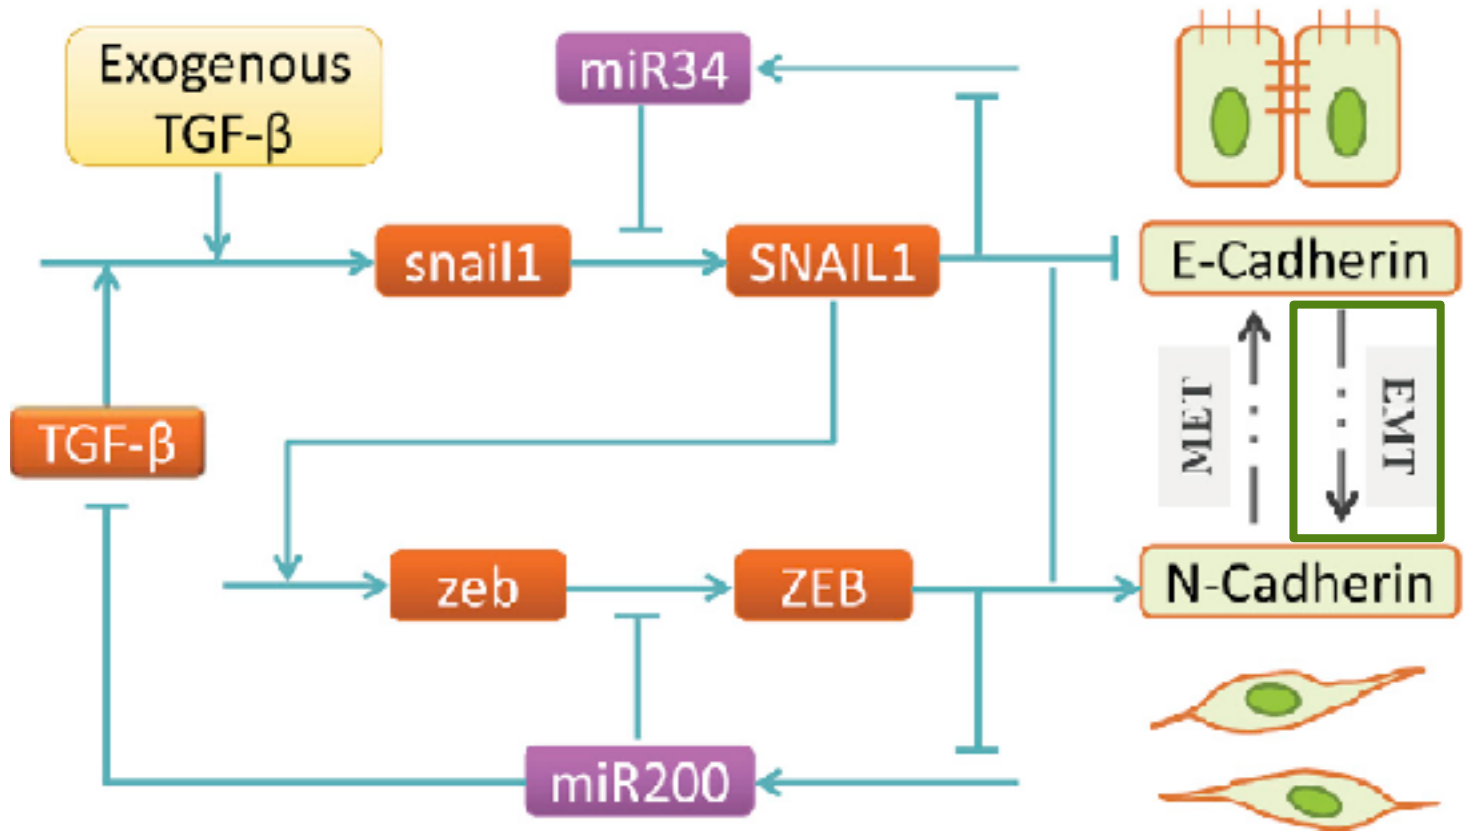 Exogenous
TGF-β
miR34
snail1
SNAIL1
E-Cadherin
TGF-β
MET
EMT
zeb
ZEB
N-Cadherin
miR200